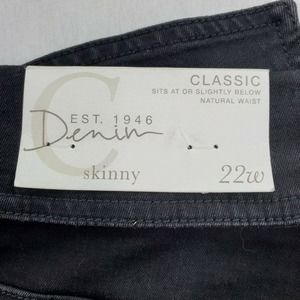 C
CLASSIC
SITS AT OR SLIGHTLY BELOW
NATURAL WAIST
EST. 1946
Denim
skinny
22w